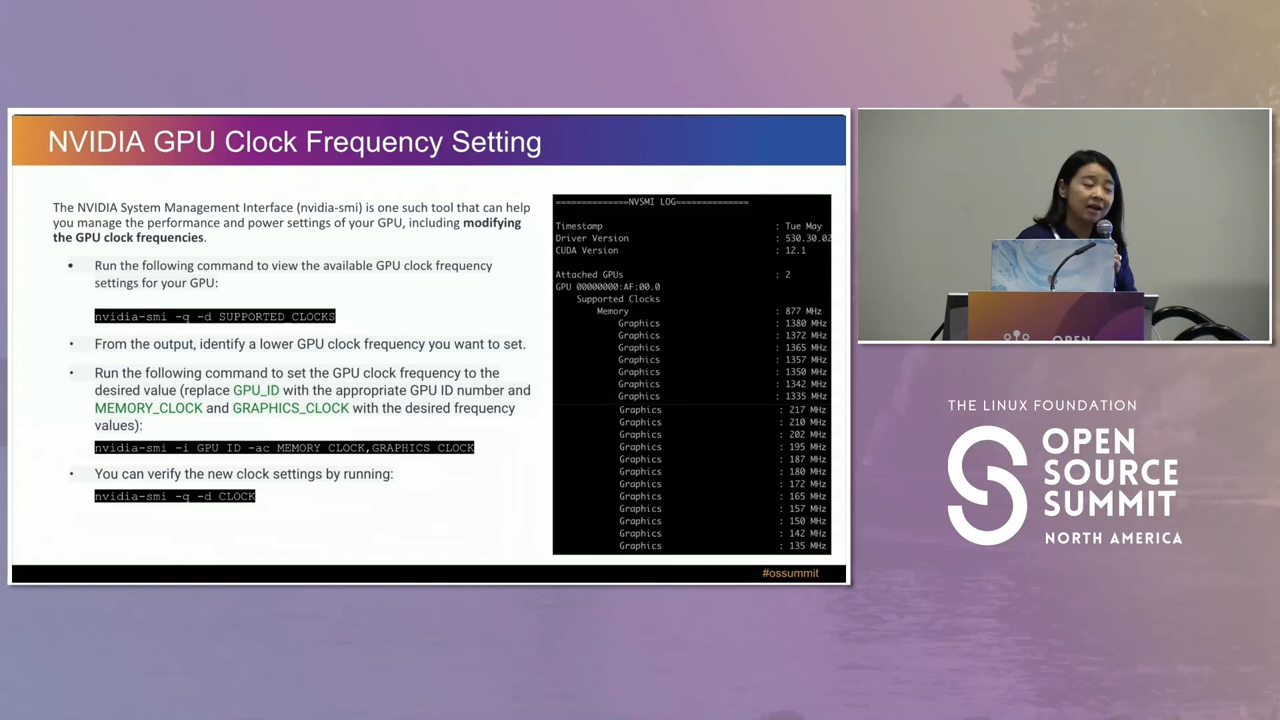 NVIDIA GPU Clock Frequency Setting
The NVIDIA System Management Interface (nvidia-smi) is one such tool that can help
you manage the performance and power settings of your GPU, including modifying
the GPU clock frequencies.
• Run the following command to view the available GPU clock frequency
settings for your GPU:
nvidia-smi -q -d SUPPORTED_CLOCKS
• From the output, identify a lower GPU clock frequency you want to set.
• Run the following command to set the GPU clock frequency to the
desired value (replace GPU_ID with the appropriate GPU ID number and
MEMORY_CLOCK and GRAPHICS_CLOCK with the desired frequency
values):
nvidia-smi -i GPU_ID -ac MEMORY_CLOCK,GRAPHICS_CLOCK
• You can verify the new clock settings by running:
nvidia-smi -q -d CLOCK
==============NVSMI LOG==============
Timestamp : Tue May
Driver Version : 530.30.02
CUDA Version : 12.1
Attached GPUs : 2
GPU 00000000:AF:00.0
Supported Clocks
Memory : 877 MHz
Graphics : 1380 MHz
Graphics : 1372 MHz
Graphics : 1365 MHz
Graphics : 1357 MHz
Graphics : 1350 MHz
Graphics : 1342 MHz
Graphics : 1335 MHz
Graphics : 217 MHz
Graphics : 210 MHz
Graphics : 202 MHz
Graphics : 195 MHz
Graphics : 187 MHz
Graphics : 180 MHz
Graphics : 172 MHz
Graphics : 165 MHz
Graphics : 157 MHz
Graphics : 150 MHz
Graphics : 142 MHz
Graphics : 135 MHz
#ossummit
OPEN
THE LINUX FOUNDATION
OPEN
SOURCE
SUMMIT
NORTH AMERICA